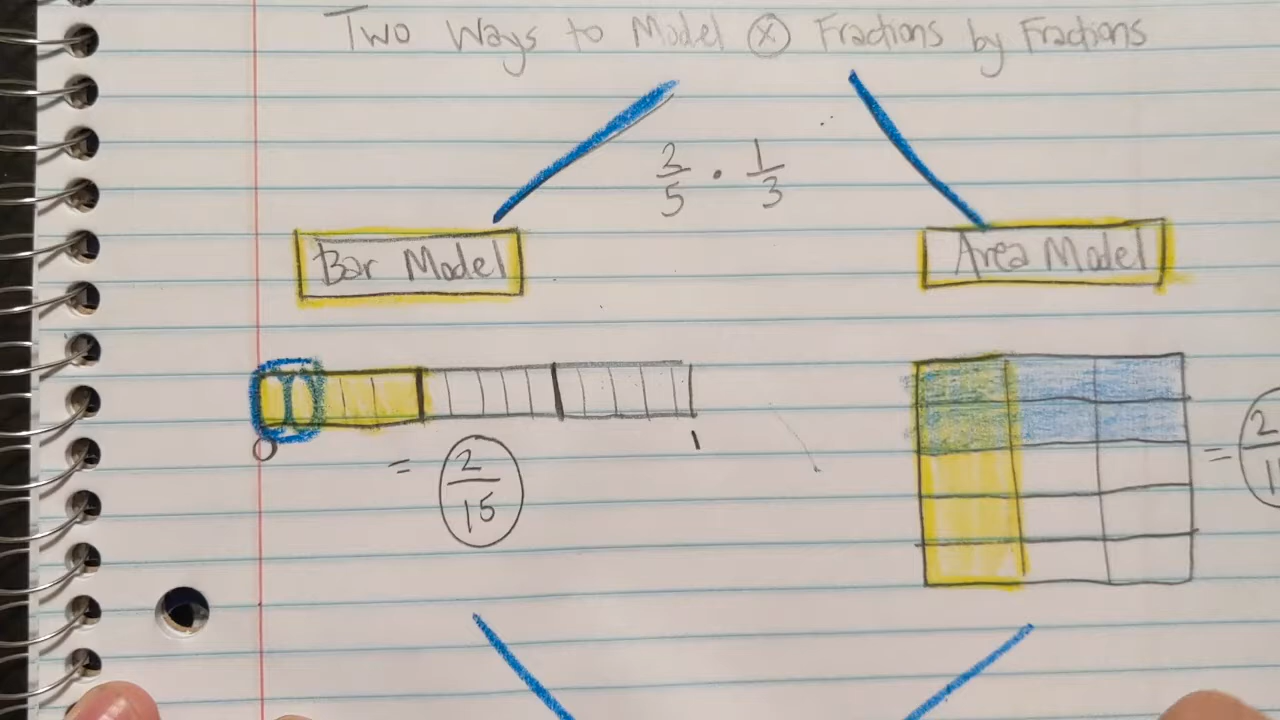 Two Ways to Model ⓧ Fractions by Fractions
2/5 · 1/3
Bar Model
Area Model
0
1
= 2/15
=
2